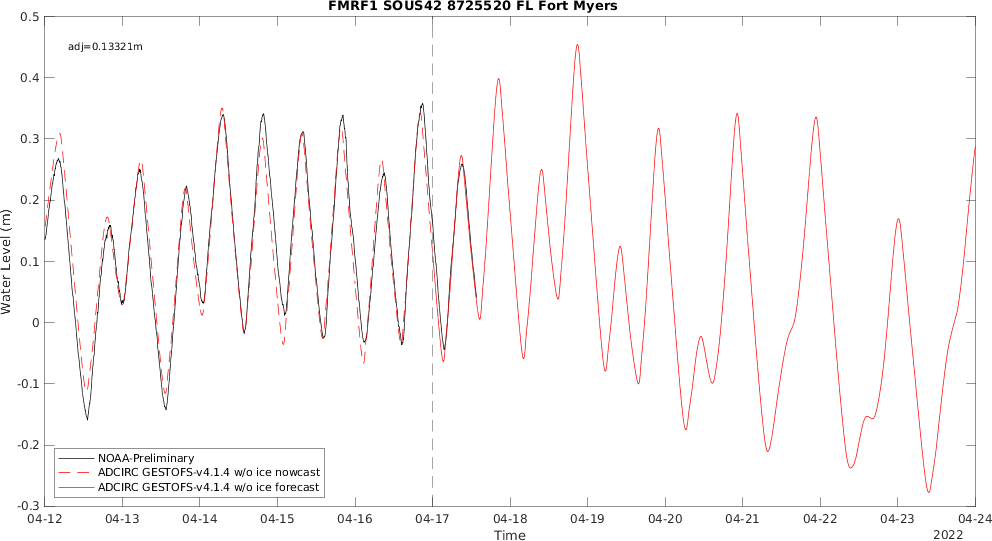 FMRF1 SOUS42 8725520 FL Fort Myers
adj=0.13321m
0.5
0.4
0.3
0.2
0.1
0
-0.1
-0.2
-0.3
Water Level (m)
NOAA-Preliminary
ADCIRC GESTOFS-v4.1.4 w/o ice nowcast
ADCIRC GESTOFS-v4.1.4 w/o ice forecast
04-12 04-13 04-14 04-15 04-16 04-17 04-18 04-19 04-20 04-21 04-22 04-23 04-24
Time
2022